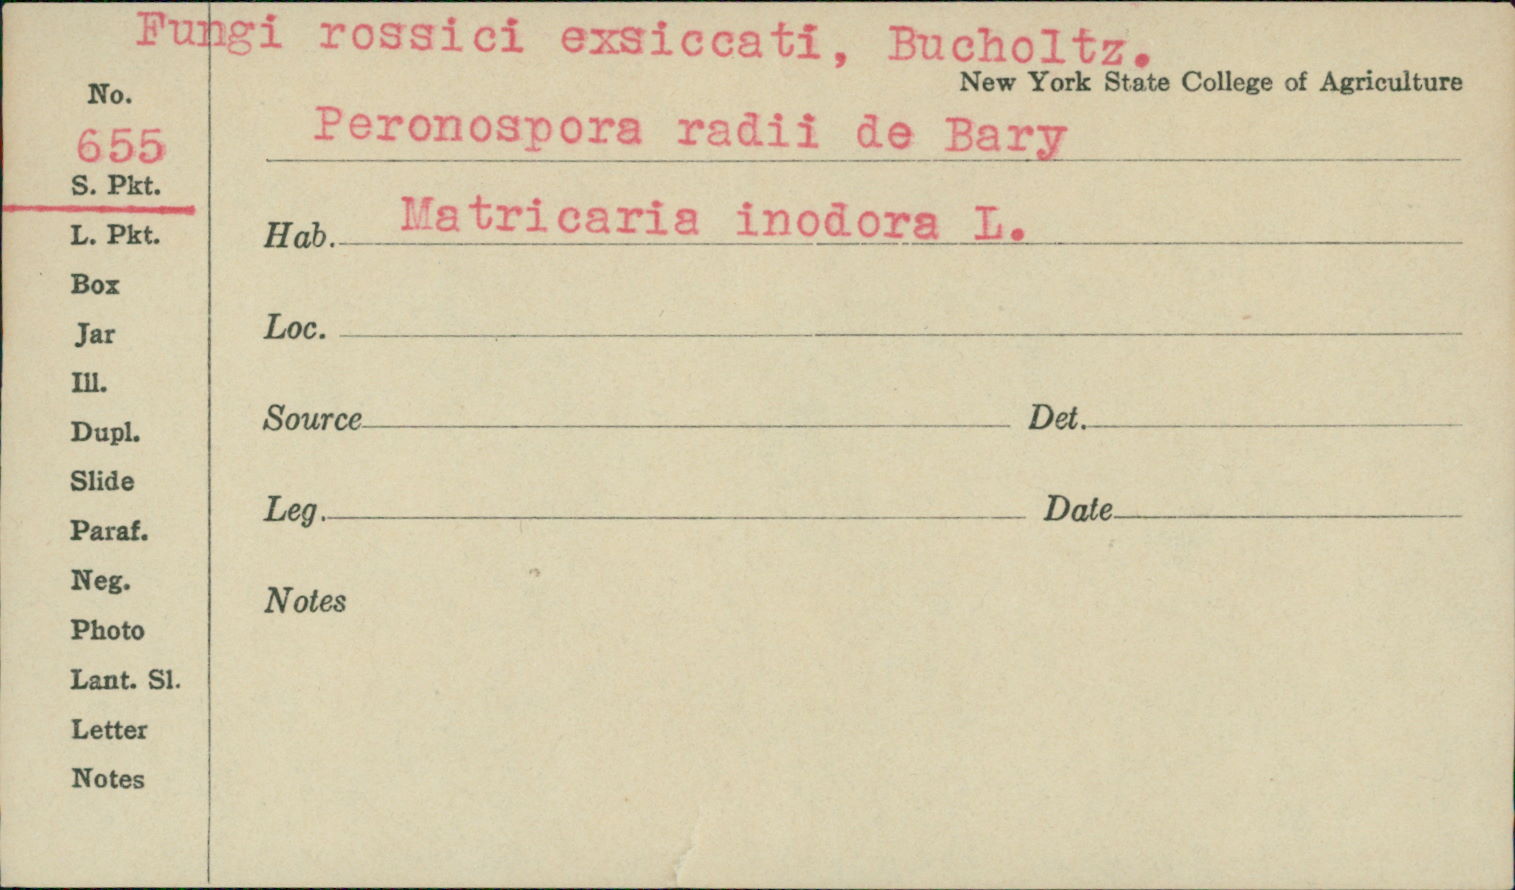 Fungi rossici exsiccati, Bucholtz.
New York State College of Agriculture
No.
655
Peronospora radii de Bary
S. Pkt.
Hab. Matricaria inodora L.
L. Pkt.
Box
Loc.
Jar
Ill.
Source Det.
Dupl.
Slide
Leg. Date
Paraf.
Neg.
Notes
Photo
Lant. Sl.
Letter
Notes